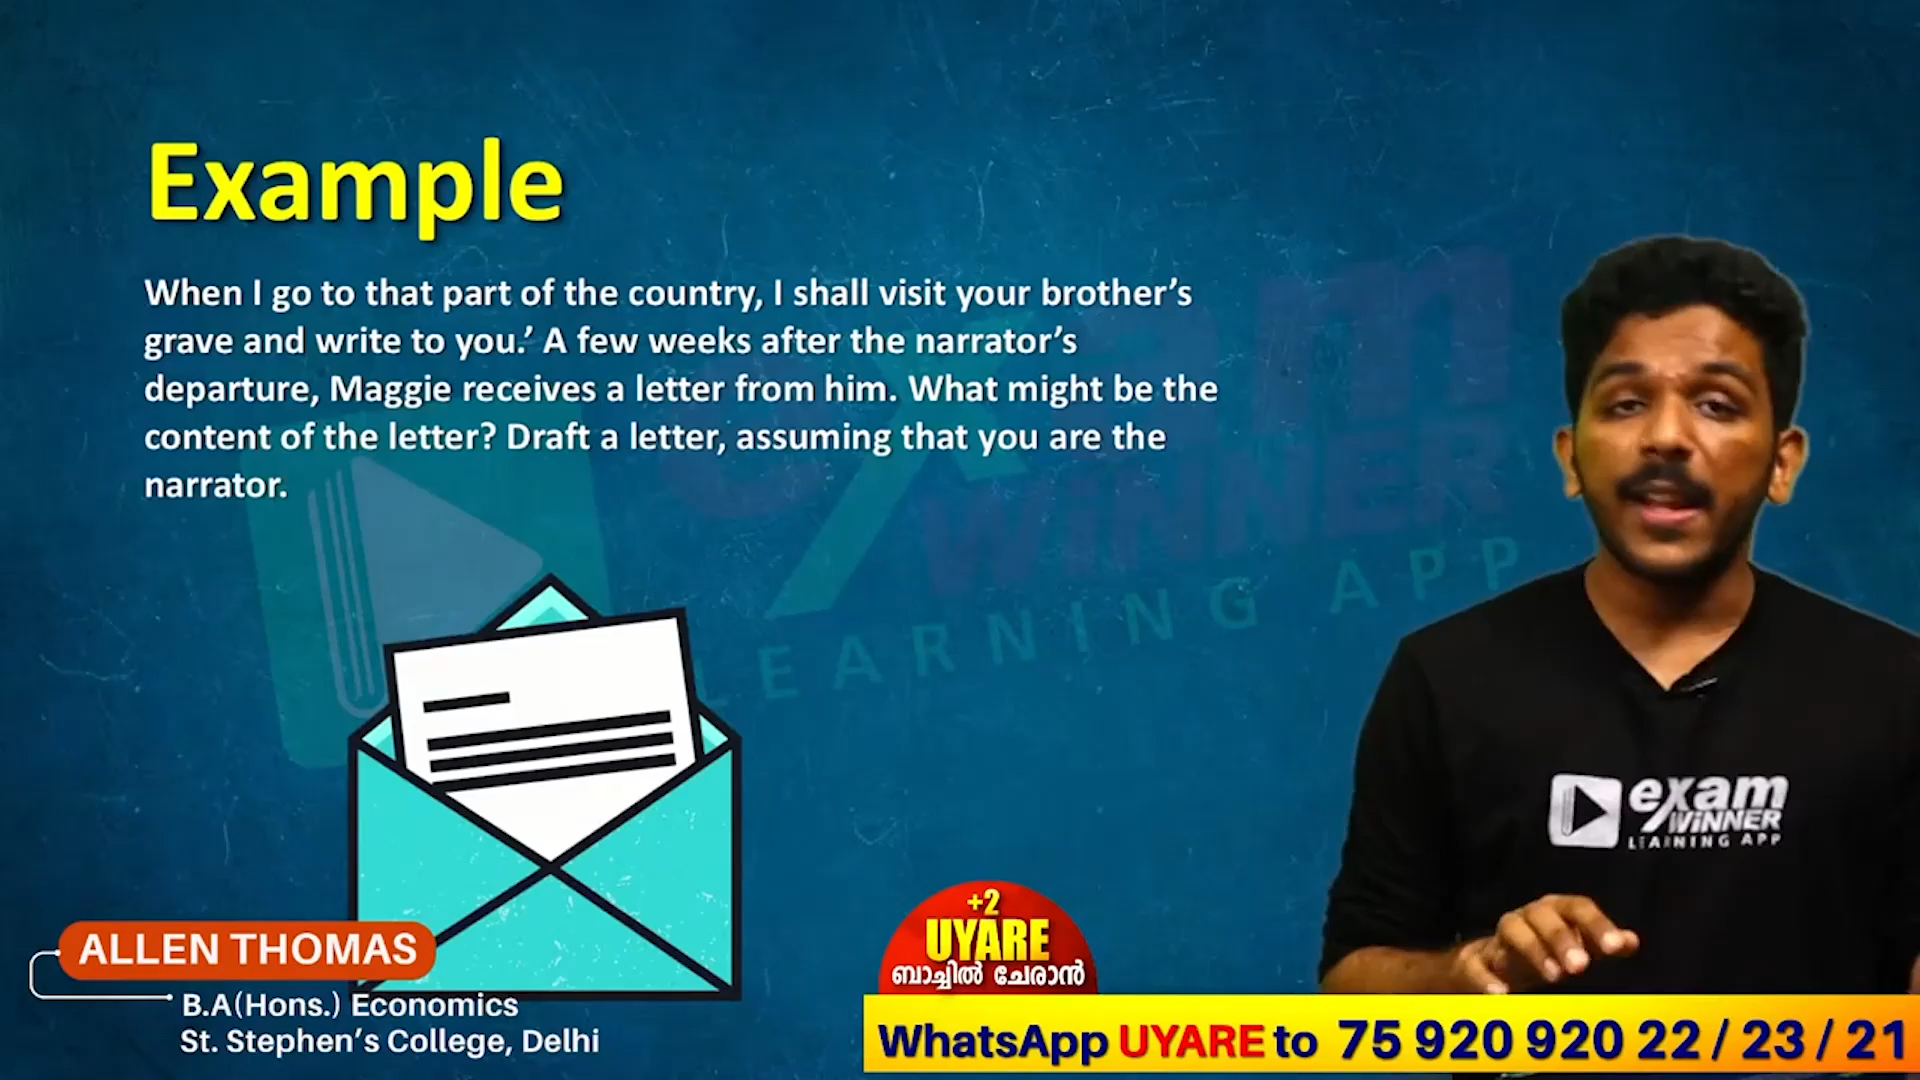 Example
When I go to that part of the country, I shall visit your brother’s
grave and write to you.’ A few weeks after the narrator’s
departure, Maggie receives a letter from him. What might be the
content of the letter? Draft a letter, assuming that you are the
narrator.
exam
WiNNER
LEARNING APP
exam
WiNNER
LEARNING APP
ALLEN THOMAS
B.A(Hons.) Economics
St. Stephen’s College, Delhi
+2
UYARE
ബാച്ചിൽ ചേരാൻ
WhatsApp UYARE to 75 920 920 22 / 23 / 21